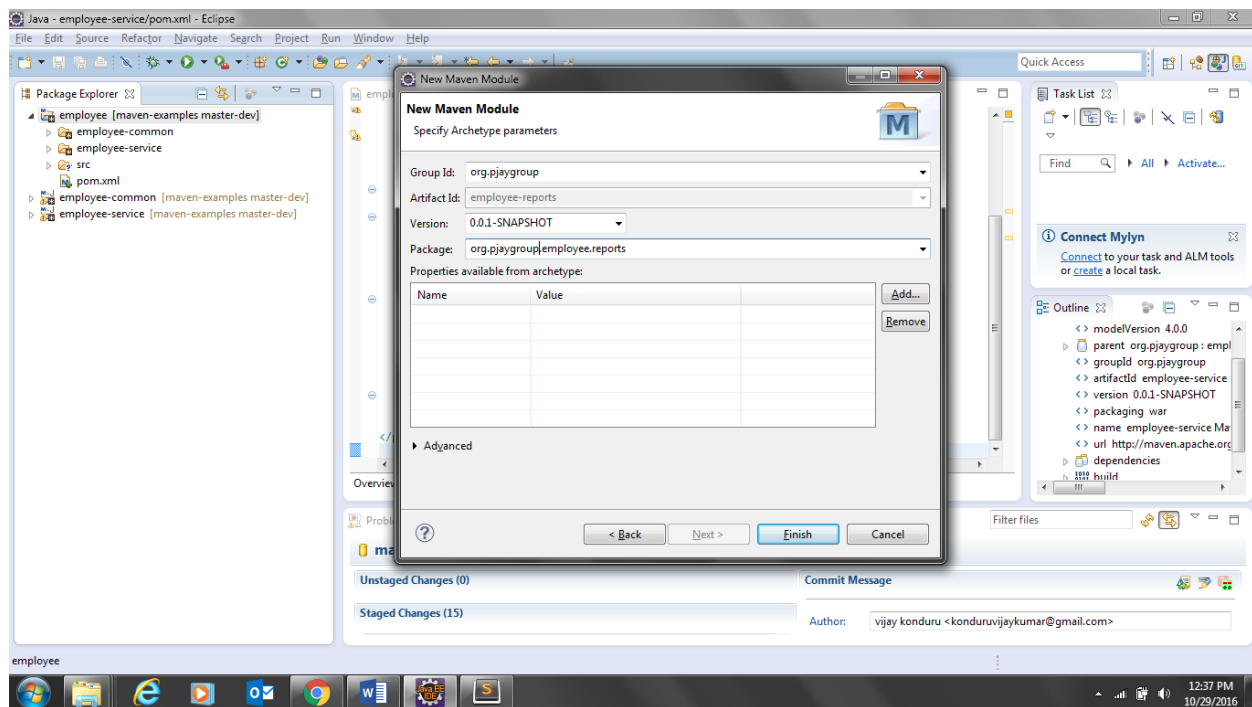 Java - employee-service/pom.xml - Eclipse
File Edit Source Refactor Navigate Search Project Run Window Help
Quick Access
Package Explorer
employee [maven-examples master-dev]
employee-common
employee-service
src
pom.xml
employee-common [maven-examples master-dev]
employee-service [maven-examples master-dev]
New Maven Module
New Maven Module
Specify Archetype parameters
M
Group Id: org.pjaygroup
Artifact Id: employee-reports
Version: 0.0.1-SNAPSHOT
Package: org.pjaygroup.employee.reports
Properties available from archetype:
Name Value
Add...
Remove
Advanced
< Back Next > Finish Cancel
Task List
Find All Activate...
Connect Mylyn
Connect to your task and ALM tools
or create a local task.
Outline
modelVersion 4.0.0
parent org.pjaygroup : empl
groupId org.pjaygroup
artifactId employee-service
version 0.0.1-SNAPSHOT
packaging war
name employee-service Ma
url http://maven.apache.org
dependencies
build
Overview
Filter files
Unstaged Changes (0)
Staged Changes (15)
Commit Message
Author: vijay konduru <konduruvijaykumar@gmail.com>
employee
12:37 PM
10/29/2016